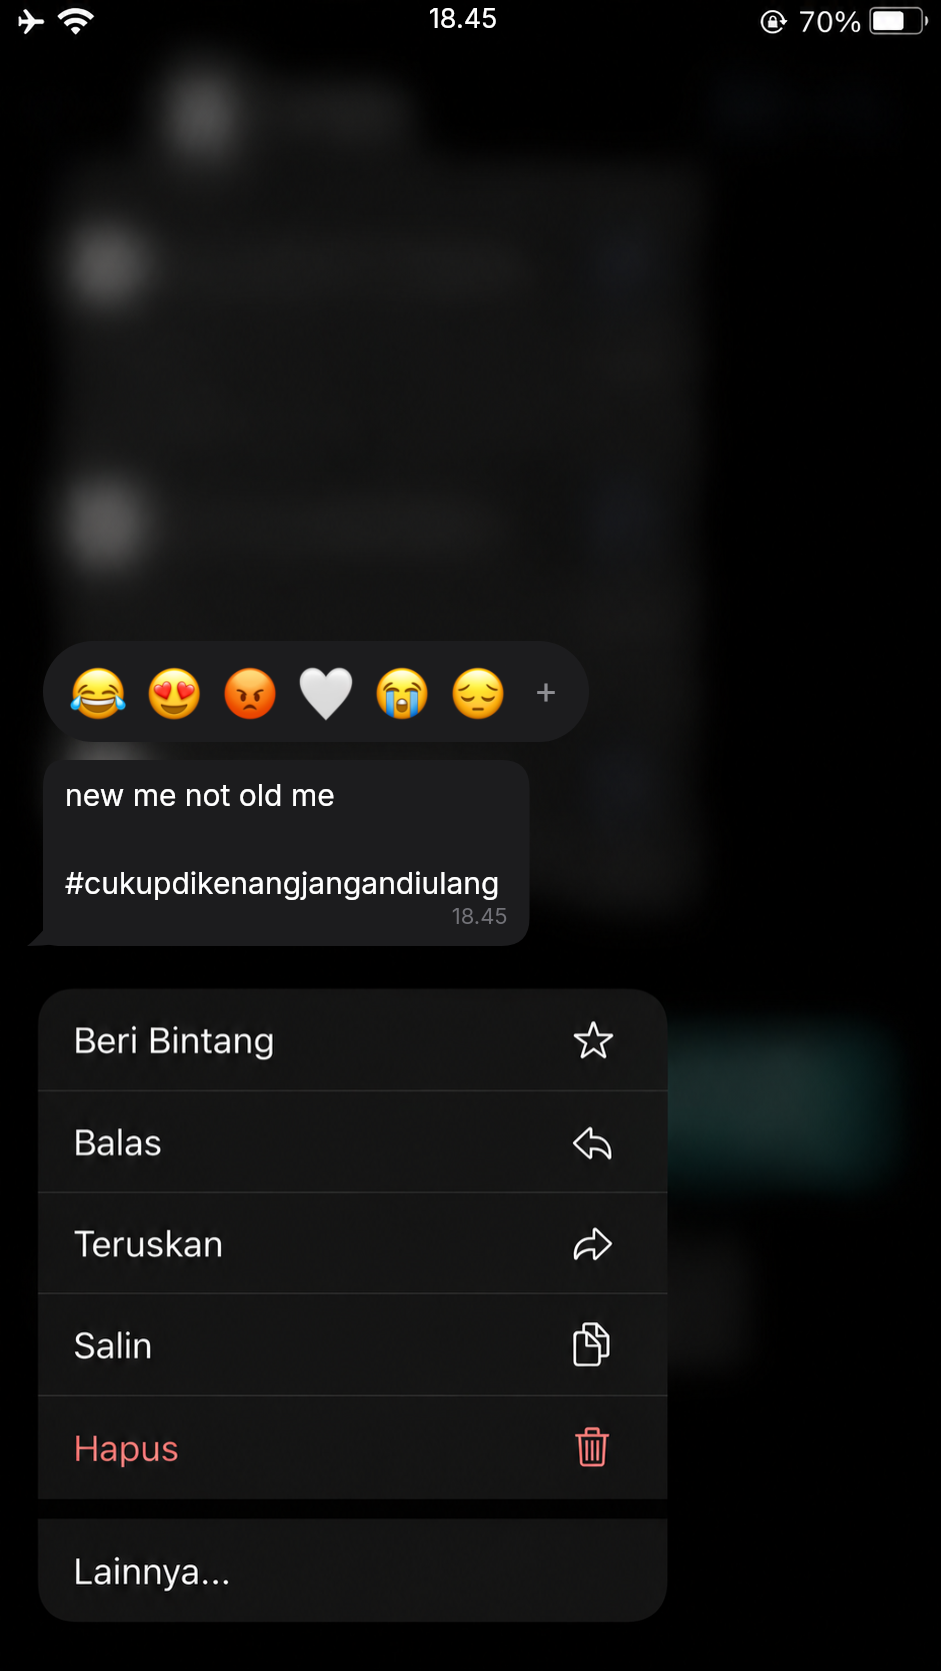 18.45
70%
new me not old me
#cukupdikenangjangandiulang
18.45
Beri Bintang
Balas
Teruskan
Salin
Hapus
Lainnya...